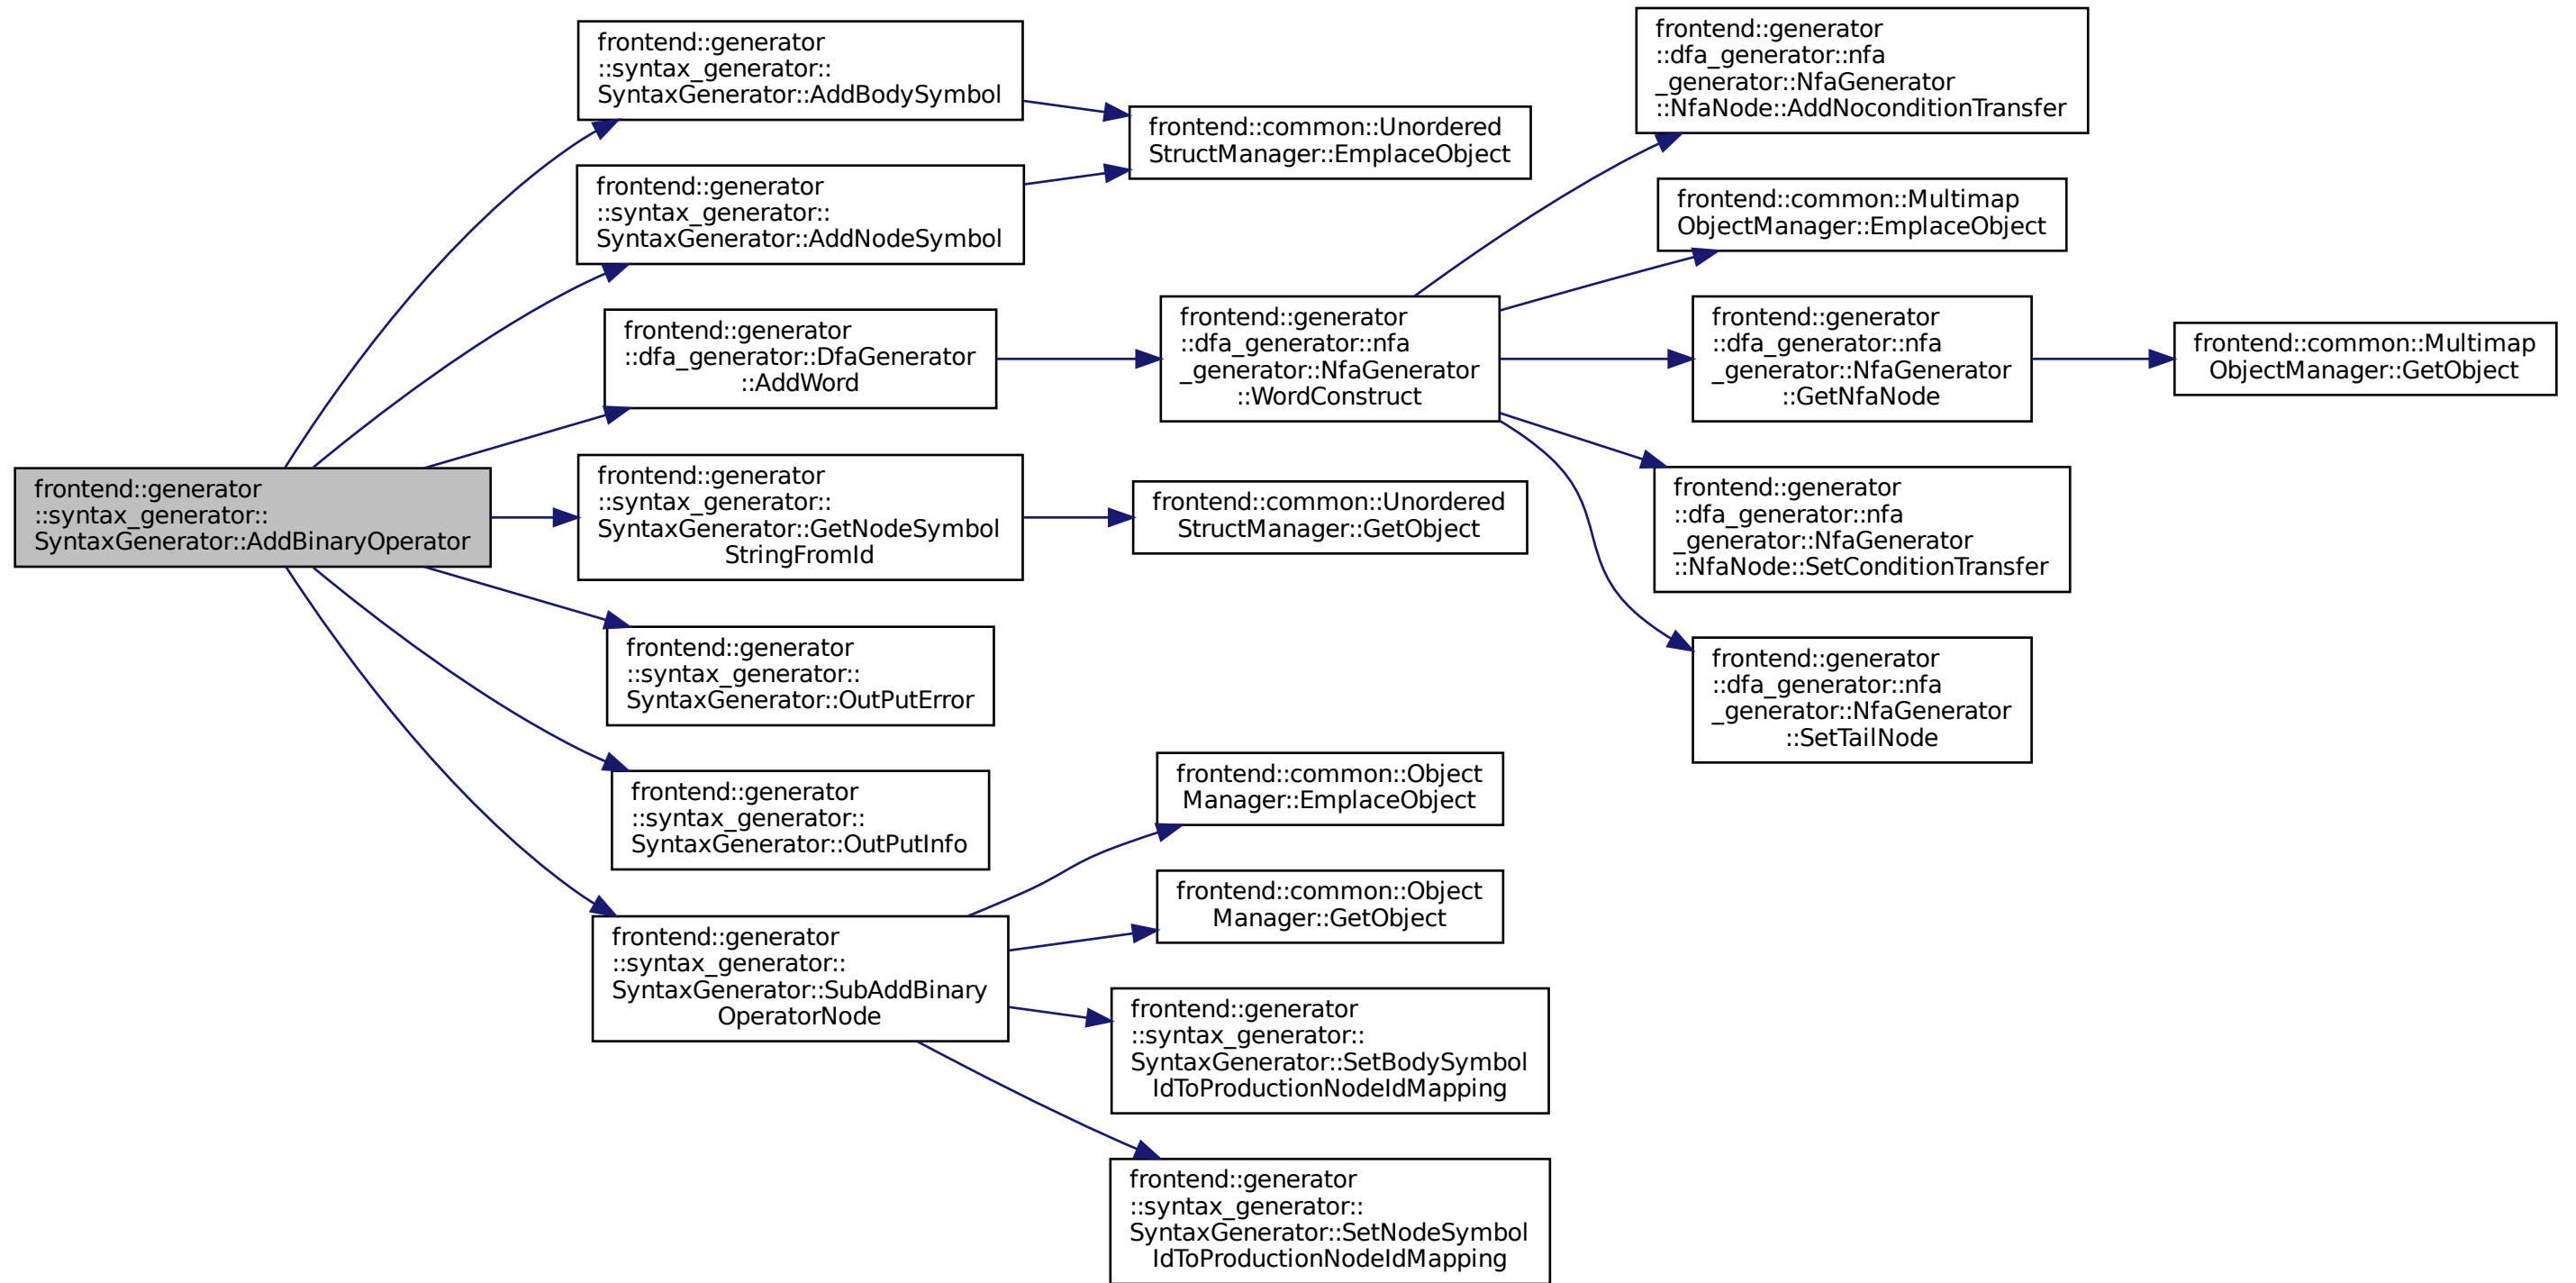 frontend::generator
::syntax_generator::
SyntaxGenerator::AddBinaryOperator
frontend::generator
::syntax_generator::
SyntaxGenerator::AddBodySymbol
frontend::generator
::syntax_generator::
SyntaxGenerator::AddNodeSymbol
frontend::generator
::dfa_generator::DfaGenerator
::AddWord
frontend::generator
::syntax_generator::
SyntaxGenerator::GetNodeSymbol
StringFromId
frontend::generator
::syntax_generator::
SyntaxGenerator::OutPutError
frontend::generator
::syntax_generator::
SyntaxGenerator::OutPutInfo
frontend::generator
::syntax_generator::
SyntaxGenerator::SubAddBinary
OperatorNode
frontend::common::Unordered
StructManager::EmplaceObject
frontend::generator
::dfa_generator::nfa
_generator::NfaGenerator
::WordConstruct
frontend::common::Unordered
StructManager::GetObject
frontend::common::Object
Manager::EmplaceObject
frontend::common::Object
Manager::GetObject
frontend::generator
::syntax_generator::
SyntaxGenerator::SetBodySymbol
IdToProductionNodeIdMapping
frontend::generator
::syntax_generator::
SyntaxGenerator::SetNodeSymbol
IdToProductionNodeIdMapping
frontend::generator
::dfa_generator::nfa
_generator::NfaGenerator
::NfaNode::AddNoconditionTransfer
frontend::common::Multimap
ObjectManager::EmplaceObject
frontend::generator
::dfa_generator::nfa
_generator::NfaGenerator
::GetNfaNode
frontend::generator
::dfa_generator::nfa
_generator::NfaGenerator
::NfaNode::SetConditionTransfer
frontend::generator
::dfa_generator::nfa
_generator::NfaGenerator
::SetTailNode
frontend::common::Multimap
ObjectManager::GetObject